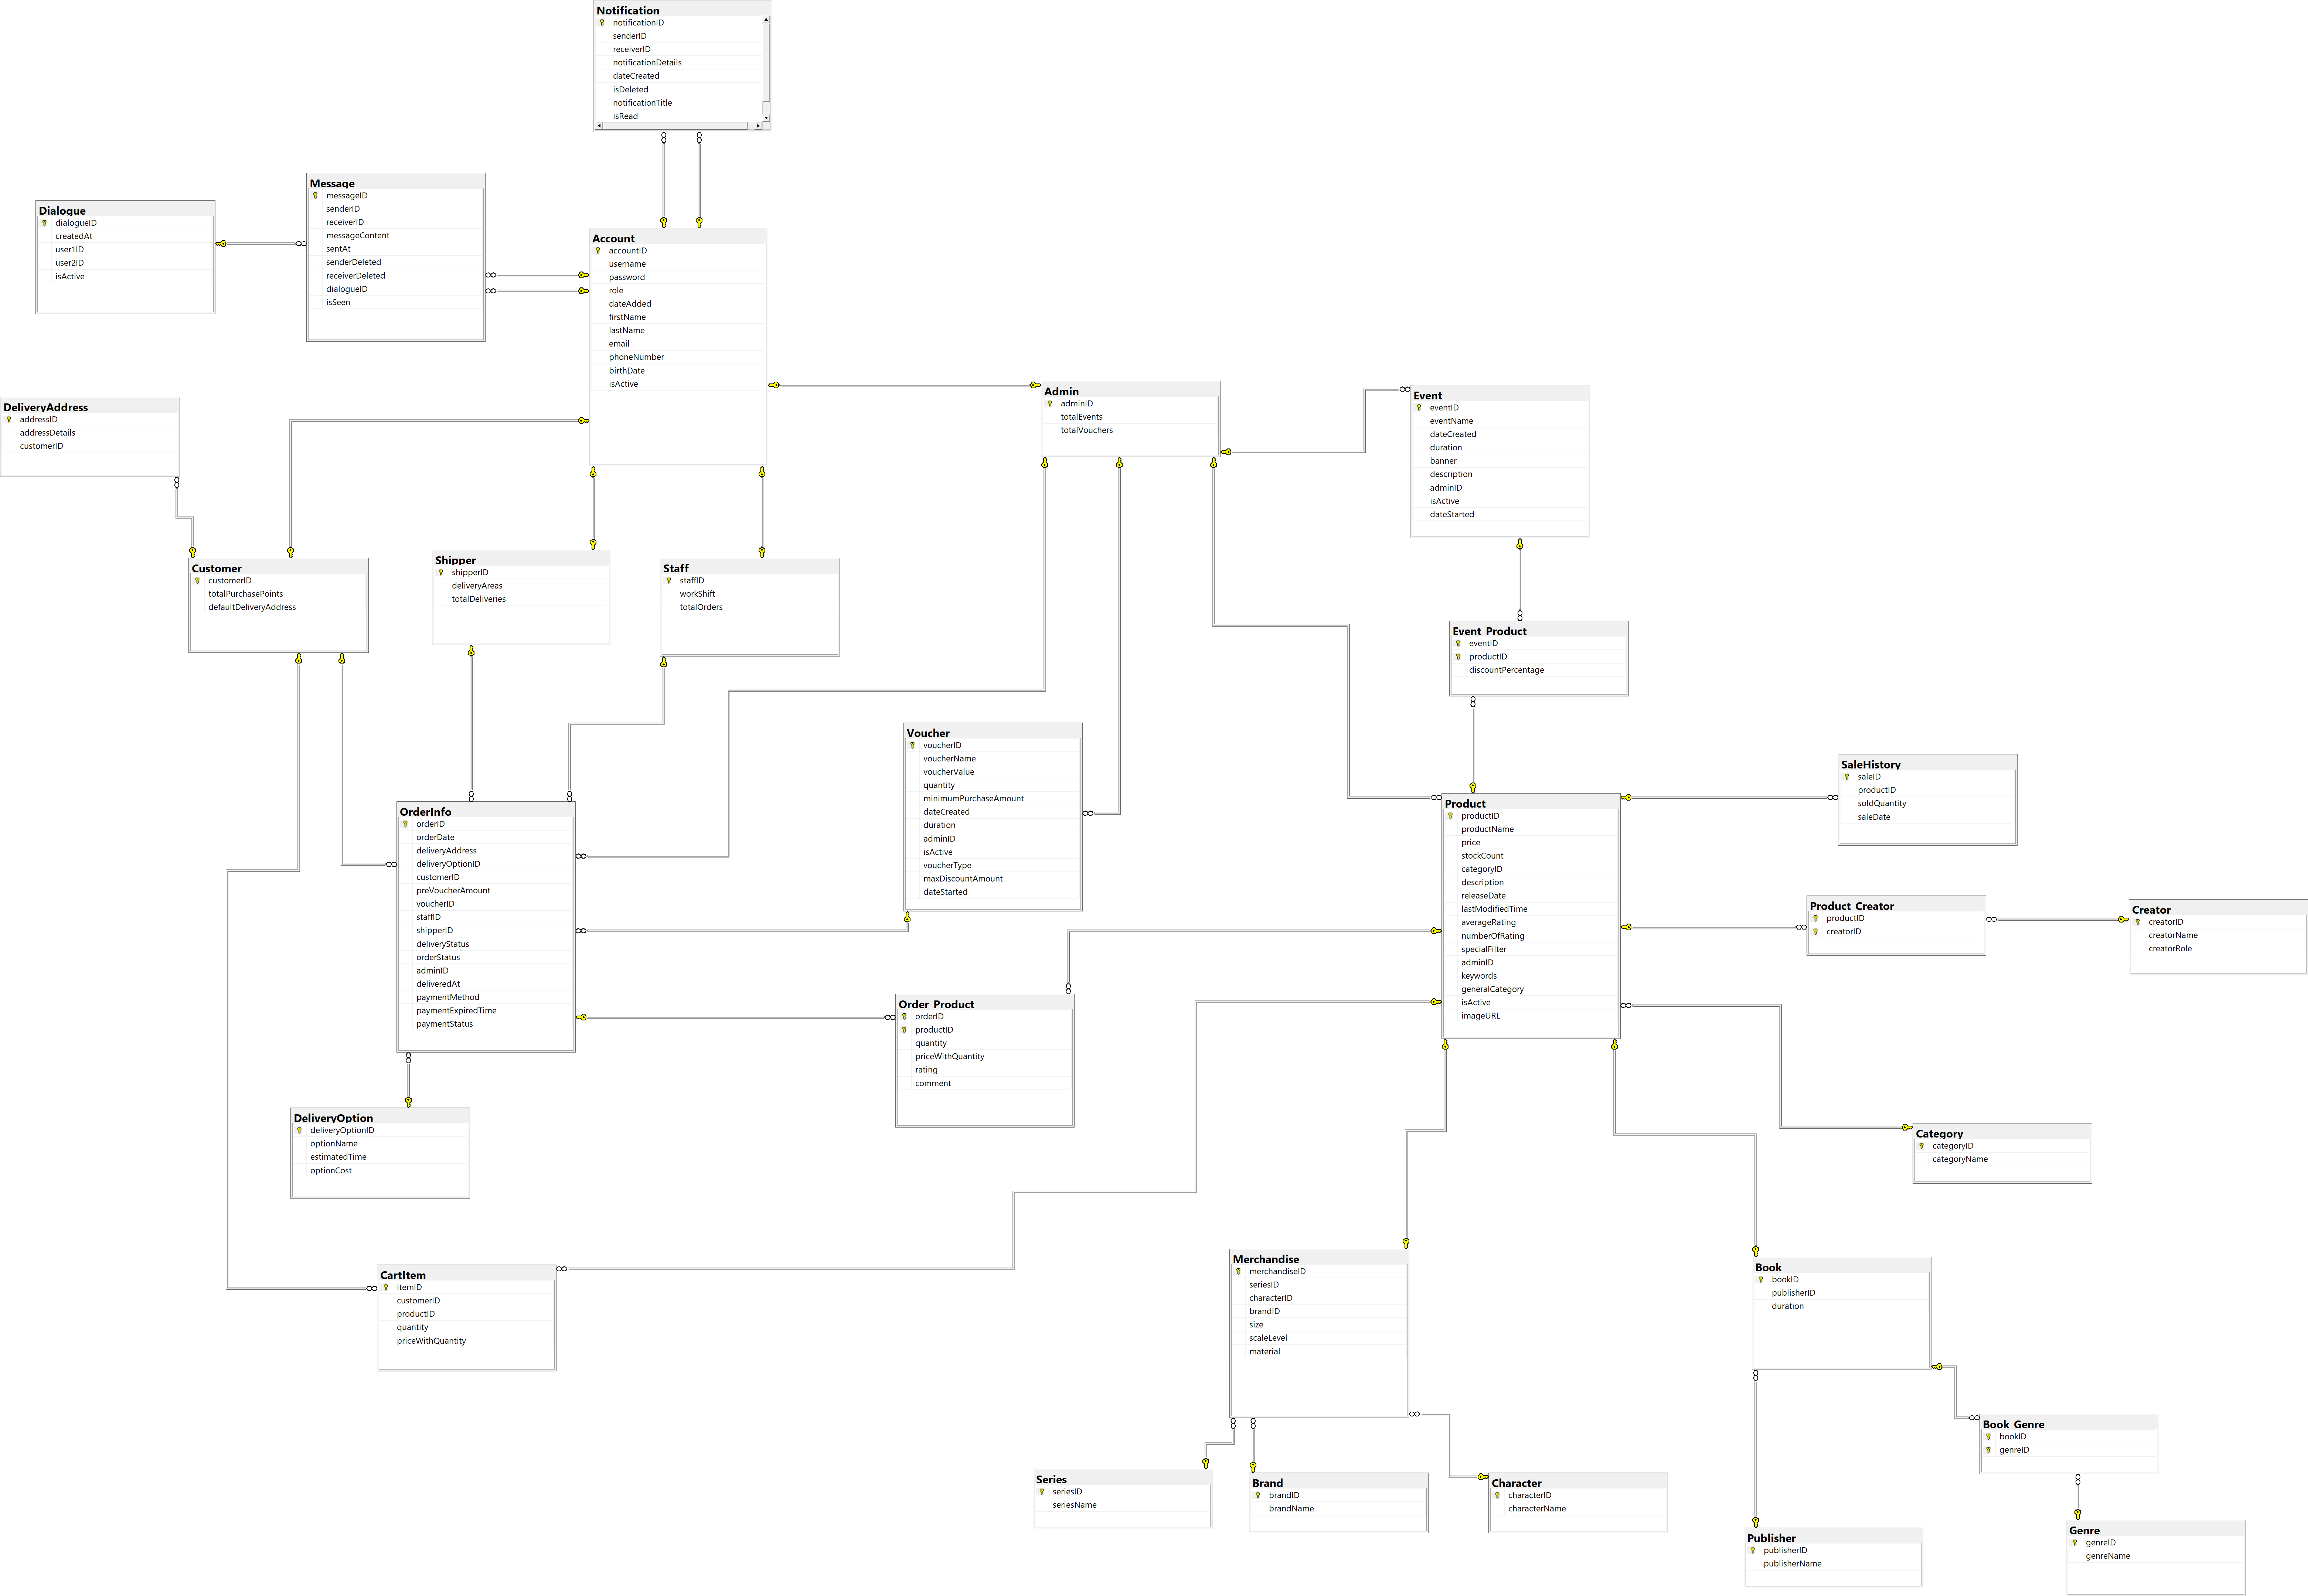 Notification
notificationID
senderID
receiverID
notificationDetails
dateCreated
isDeleted
notificationTitle
isRead
Message
messageID
senderID
receiverID
messageContent
sentAt
senderDeleted
receiverDeleted
dialogueID
isSeen
Dialogue
dialogueID
createdAt
user1ID
user2ID
isActive
Account
accountID
username
password
role
dateAdded
firstName
lastName
email
phoneNumber
birthDate
isActive
Admin
adminID
totalEvents
totalVouchers
Event
eventID
eventName
dateCreated
duration
banner
description
adminID
isActive
dateStarted
DeliveryAddress
addressID
addressDetails
customerID
Customer
customerID
totalPurchasePoints
defaultDeliveryAddress
Shipper
shipperID
deliveryAreas
totalDeliveries
Staff
staffID
workShift
totalOrders
Event_Product
eventID
productID
discountPercentage
Voucher
voucherID
voucherName
voucherValue
quantity
minimumPurchaseAmount
dateCreated
duration
adminID
isActive
voucherType
maxDiscountAmount
dateStarted
SaleHistory
saleID
productID
soldQuantity
saleDate
OrderInfo
orderID
orderDate
deliveryAddress
deliveryOptionID
customerID
preVoucherAmount
voucherID
staffID
shipperID
deliveryStatus
orderStatus
adminID
deliveredAt
paymentMethod
paymentExpiredTime
paymentStatus
Product
productID
productName
price
stockCount
categoryID
description
releaseDate
lastModifiedTime
averageRating
numberOfRating
specialFilter
adminID
keywords
generalCategory
isActive
imageURL
Product_Creator
productID
creatorID
Creator
creatorID
creatorName
creatorRole
Order_Product
orderID
productID
quantity
priceWithQuantity
rating
comment
DeliveryOption
deliveryOptionID
optionName
estimatedTime
optionCost
Category
categoryID
categoryName
CartItem
itemID
customerID
productID
quantity
priceWithQuantity
Merchandise
merchandiseID
seriesID
characterID
brandID
size
scaleLevel
material
Book
bookID
publisherID
duration
Book_Genre
bookID
genreID
Series
seriesID
seriesName
Brand
brandID
brandName
Character
characterID
characterName
Publisher
publisherID
publisherName
Genre
genreID
genreName